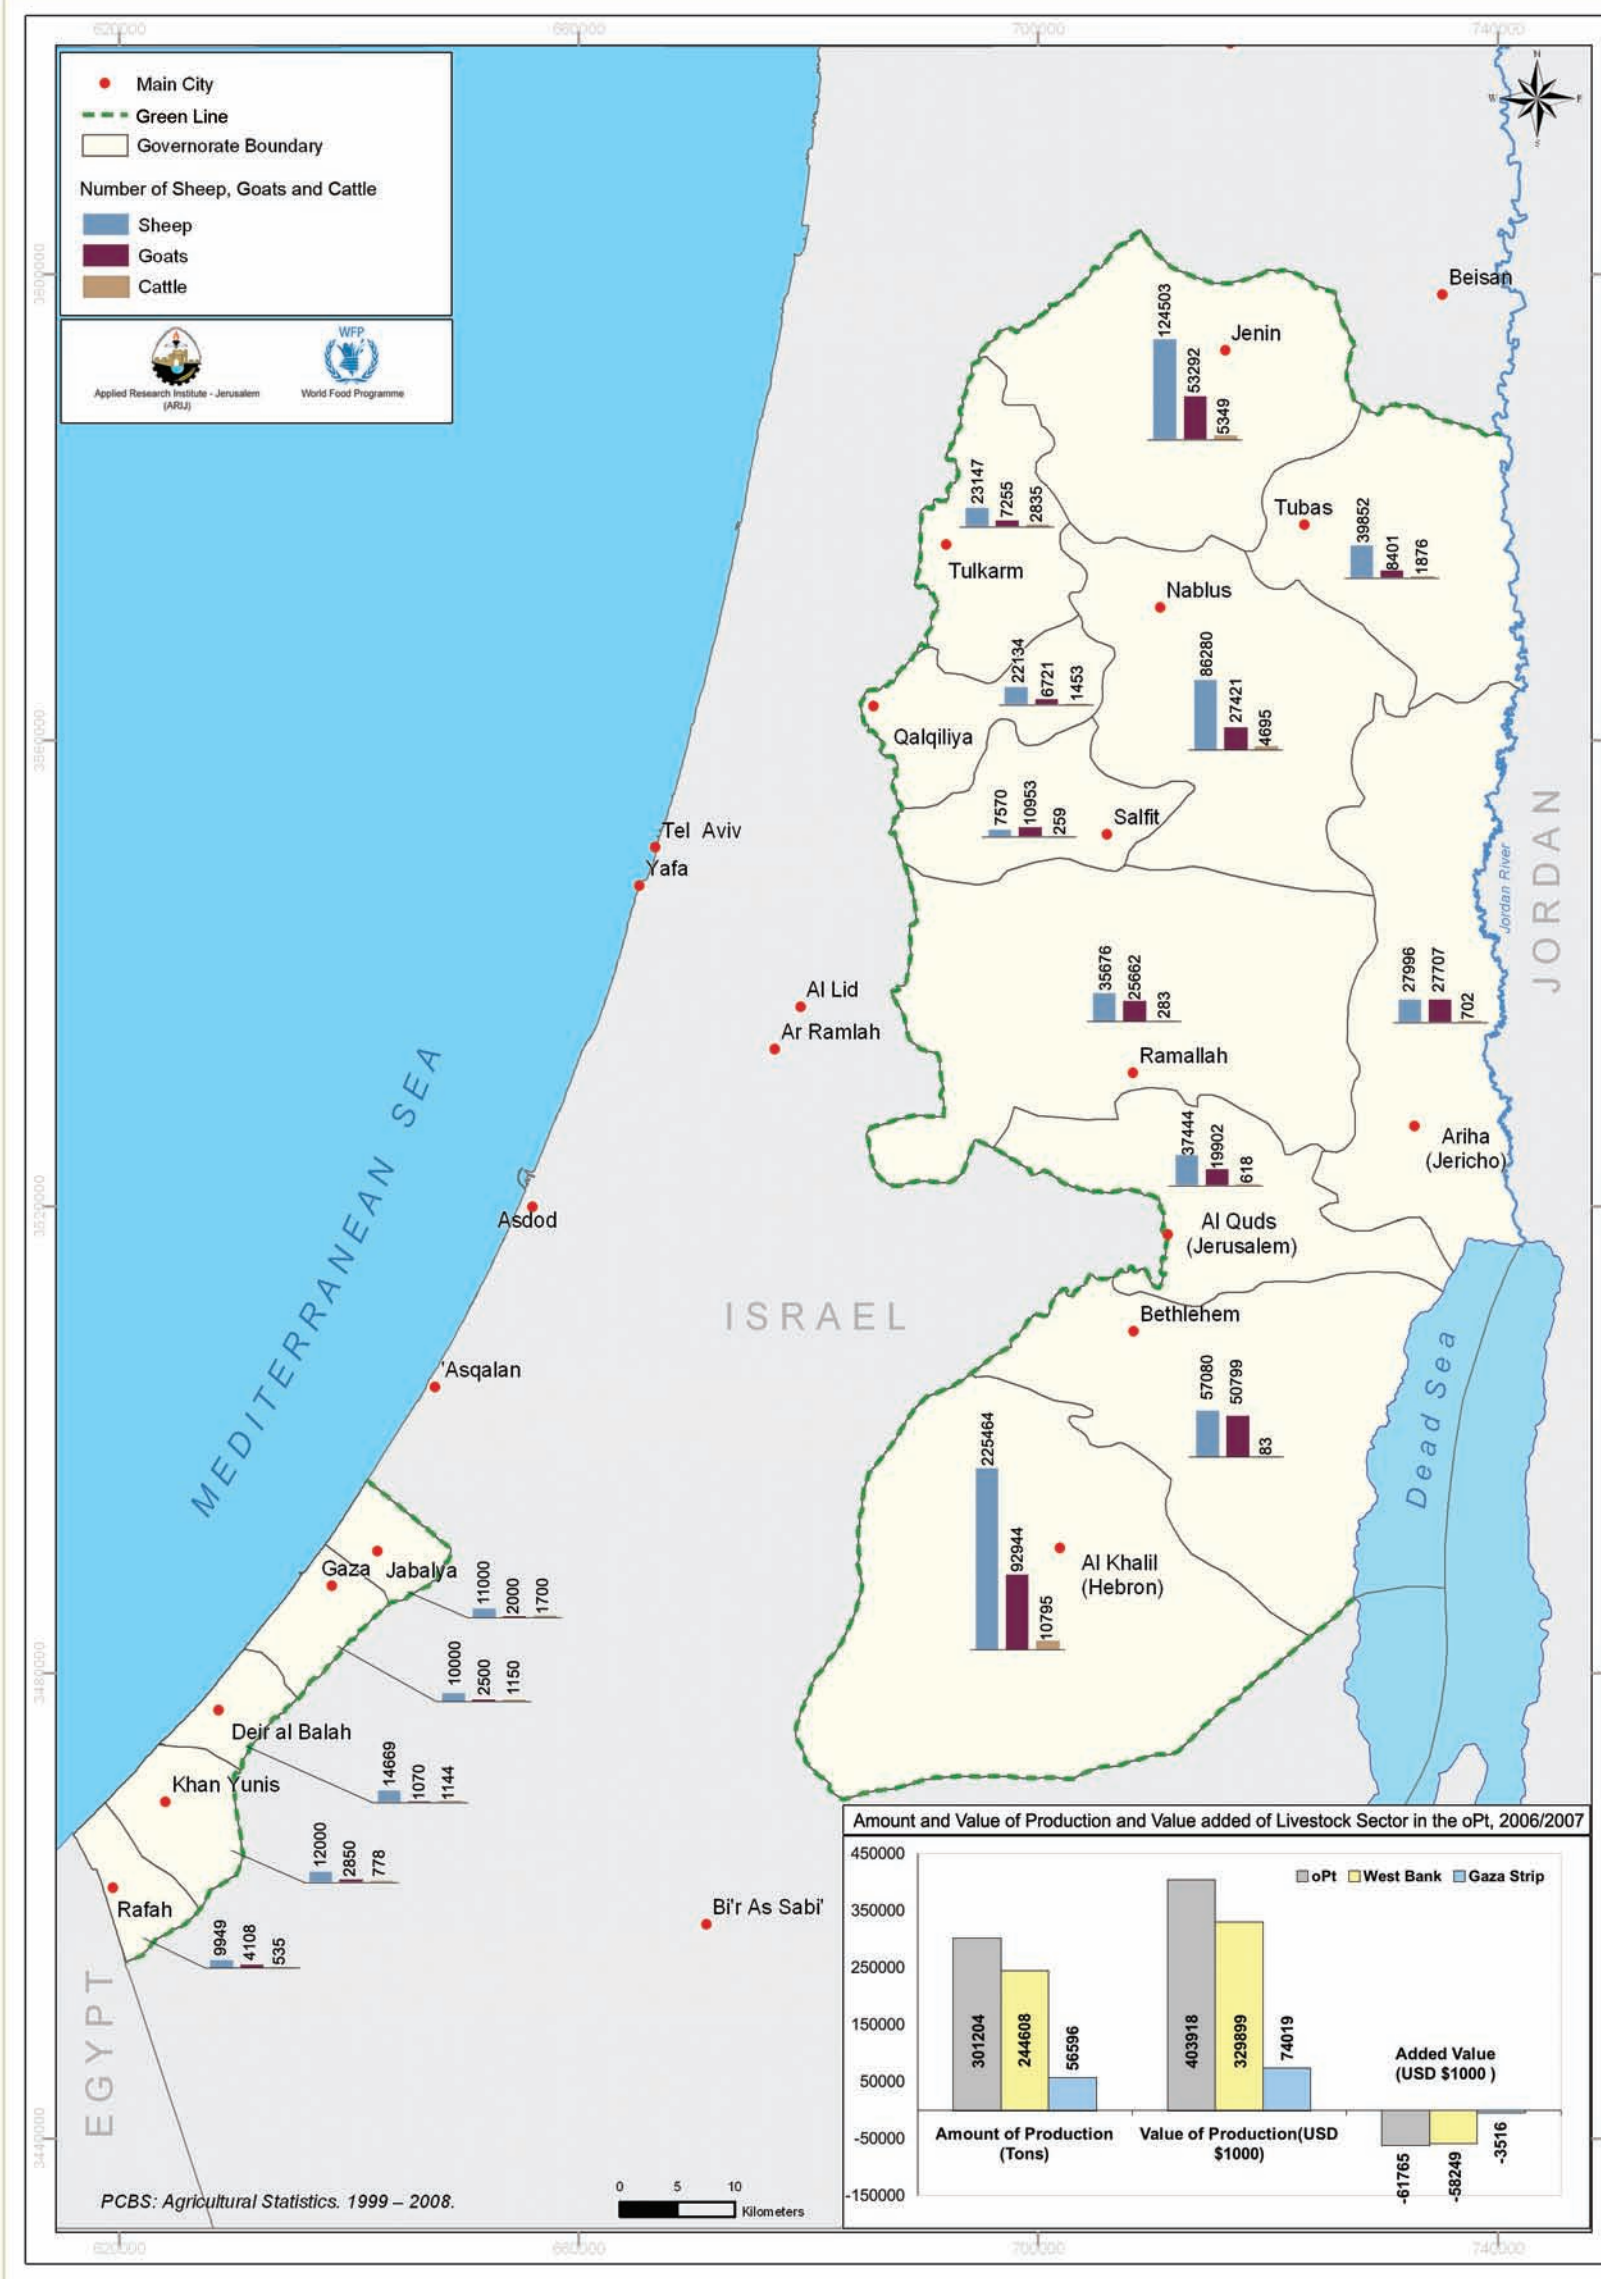 620000
660000
700000
740000
Main City
Green Line
Governorate Boundary
Number of Sheep, Goats and Cattle
Sheep
Goats
Cattle
Applied Research Institute - Jerusalem
(ARIJ)
WFP
World Food Programme
N
W
E
S
3600000
3560000
3520000
3480000
3440000
Beisan
Jenin
124503
53292
5349
23147
7255
2835
Tulkarm
Tubas
39852
8401
1876
Nablus
86280
27421
4695
22134
6721
1453
Qalqiliya
7570
10953
259
Salfit
Tel Aviv
Yafa
Jordan River
JORDAN
Al Lid
Ar Ramlah
35676
25662
283
Ramallah
27996
27707
702
Ariha
(Jericho)
37444
19902
618
Al Quds
(Jerusalem)
MEDITERRANEAN SEA
Asdod
ISRAEL
'Asqalan
Bethlehem
57080
50799
83
Dead Sea
225464
92944
10795
Al Khalil
(Hebron)
Gaza
Jabalya
11000
2000
1700
10000
2500
1150
Deir al Balah
14669
1070
1144
Khan Yunis
12000
2850
778
Rafah
9949
4108
535
EGYPT
Bi'r As Sabi'
Amount and Value of Production and Value added of Livestock Sector in the oPt, 2006/2007
450000
350000
250000
150000
50000
-50000
-150000
oPt
West Bank
Gaza Strip
301204
244608
56596
403918
329899
74019
Added Value
(USD $1000 )
Amount of Production
(Tons)
Value of Production(USD
$1000)
-61765
-58249
-3516
PCBS: Agricultural Statistics. 1999 – 2008.
0
5
10
Kilometers
620000
660000
700000
740000